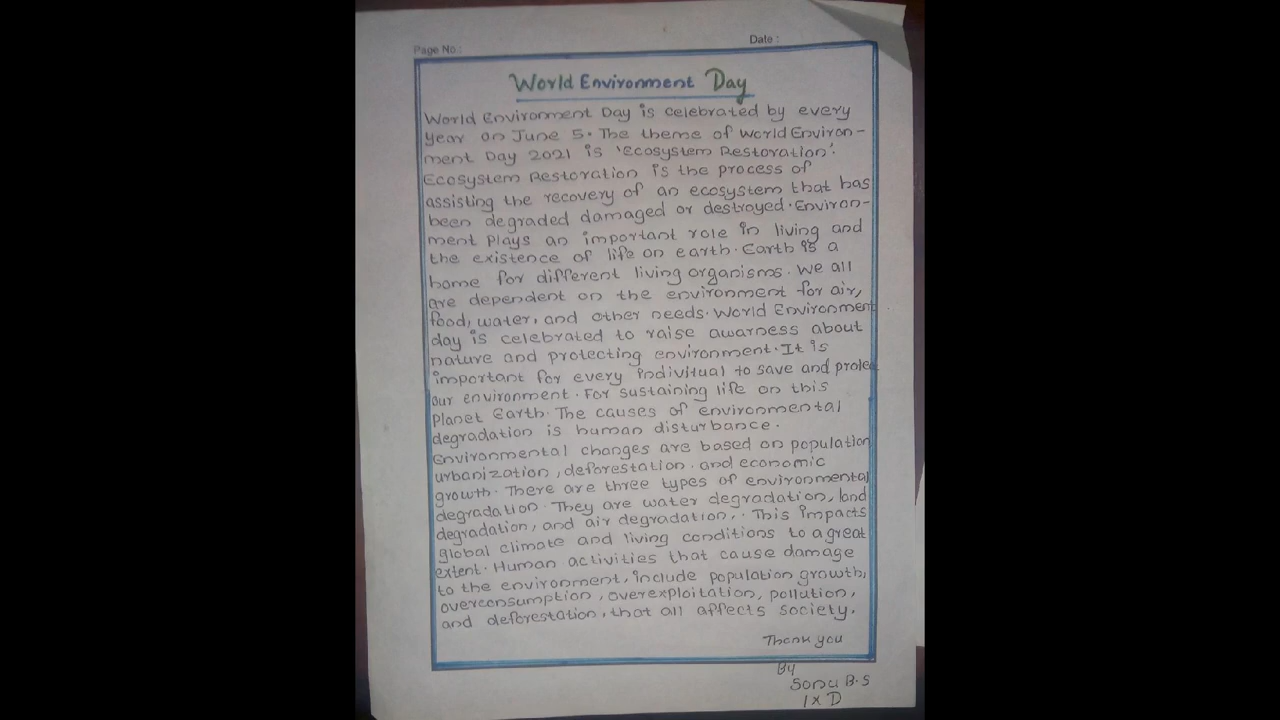 Page No.:
Date :
World Environment Day
World Environment Day is celebrated by every
year on June 5. The theme of World Environ-
ment Day 2021 is 'Ecosystem Restoration'.
Ecosystem Restoration is the process of
assisting the recovery of an ecosystem that has
been degraded damaged or destroyed. Environ-
ment plays an important role in living and
the existence of life on earth. Earth is a
home for different living organisms. We all
are dependent on the environment for air,
food, water, and other needs. World Environment
day is celebrated to raise awarness about
nature and protecting environment. It is
important for every indivitual to save and protec
our environment. For sustaining life on this
Planet Earth. The causes of environmental
degradation is human disturbance.
Environmental changes are based on population
urbanization, deforestation. and economic
growth. There are three types of environmental
degradation. They are water degradation, land
degradation, and air degradation,. This impacts
global climate and living conditions to a great
extent. Human activities that cause damage
to the environment, include population growth,
overconsumption, overexploitation, pollution,
and deforestation, that all affects society.
Thank you
By
Sonu B.S
IX D